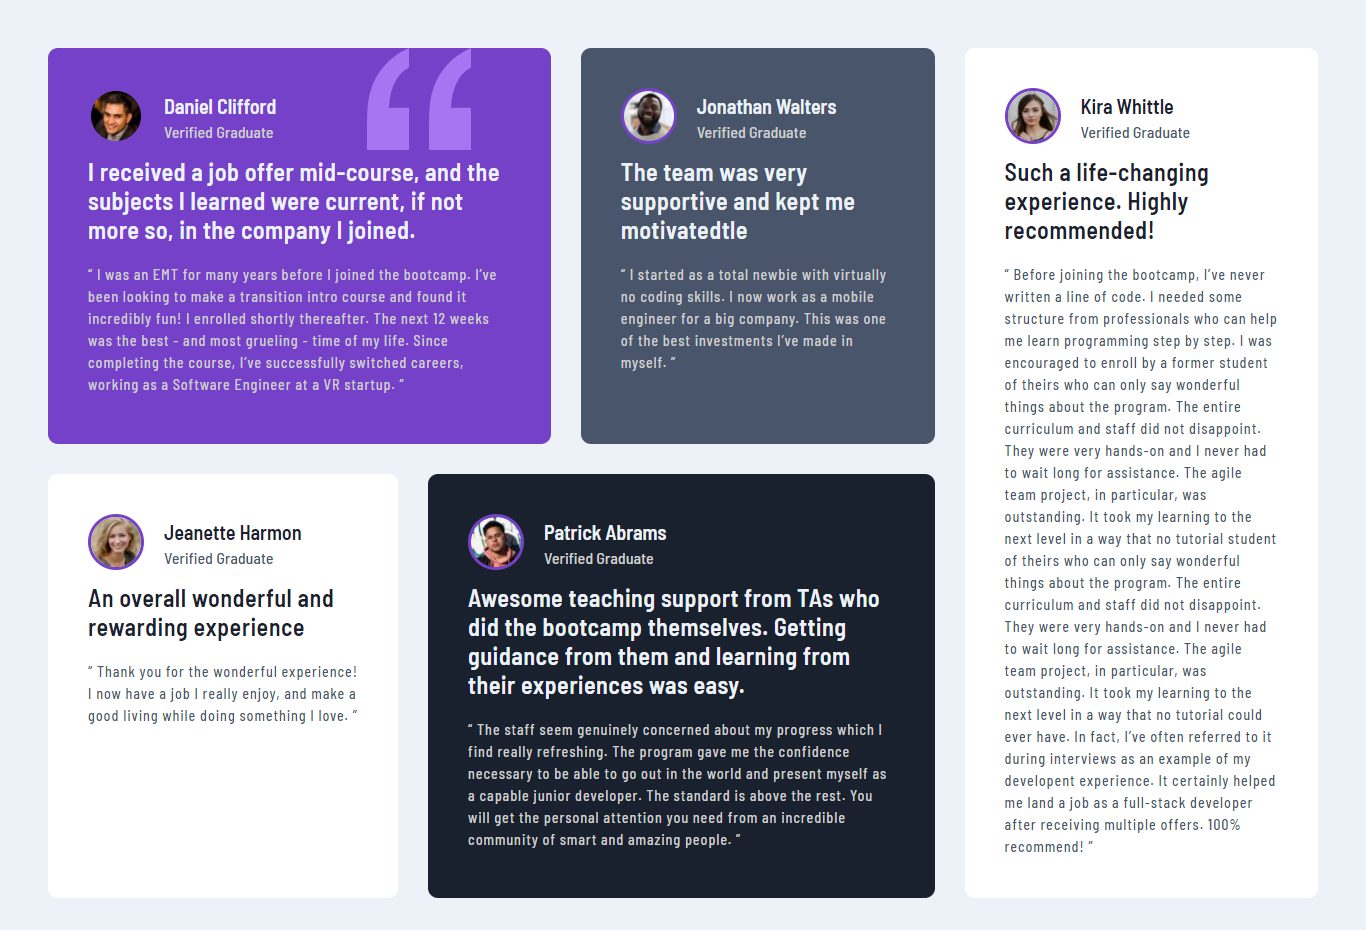 Daniel Clifford
Verified Graduate
I received a job offer mid-course, and the
subjects I learned were current, if not
more so, in the company I joined.
“ I was an EMT for many years before I joined the bootcamp. I’ve
been looking to make a transition intro course and found it
incredibly fun! I enrolled shortly thereafter. The next 12 weeks
was the best - and most grueling - time of my life. Since
completing the course, I’ve successfully switched careers,
working as a Software Engineer at a VR startup. ”
Jonathan Walters
Verified Graduate
The team was very
supportive and kept me
motivatedtle
“ I started as a total newbie with virtually
no coding skills. I now work as a mobile
engineer for a big company. This was one
of the best investments I’ve made in
myself. ”
Kira Whittle
Verified Graduate
Such a life-changing
experience. Highly
recommended!
“ Before joining the bootcamp, I’ve never
written a line of code. I needed some
structure from professionals who can help
me learn programming step by step. I was
encouraged to enroll by a former student
of theirs who can only say wonderful
things about the program. The entire
curriculum and staff did not disappoint.
They were very hands-on and I never had
to wait long for assistance. The agile
team project, in particular, was
outstanding. It took my learning to the
next level in a way that no tutorial student
of theirs who can only say wonderful
things about the program. The entire
curriculum and staff did not disappoint.
They were very hands-on and I never had
to wait long for assistance. The agile
team project, in particular, was
outstanding. It took my learning to the
next level in a way that no tutorial could
ever have. In fact, I’ve often referred to it
during interviews as an example of my
developent experience. It certainly helped
me land a job as a full-stack developer
after receiving multiple offers. 100%
recommend! ”
Jeanette Harmon
Verified Graduate
An overall wonderful and
rewarding experience
“ Thank you for the wonderful experience!
I now have a job I really enjoy, and make a
good living while doing something I love. ”
Patrick Abrams
Verified Graduate
Awesome teaching support from TAs who
did the bootcamp themselves. Getting
guidance from them and learning from
their experiences was easy.
“ The staff seem genuinely concerned about my progress which I
find really refreshing. The program gave me the confidence
necessary to be able to go out in the world and present myself as
a capable junior developer. The standard is above the rest. You
will get the personal attention you need from an incredible
community of smart and amazing people. ”